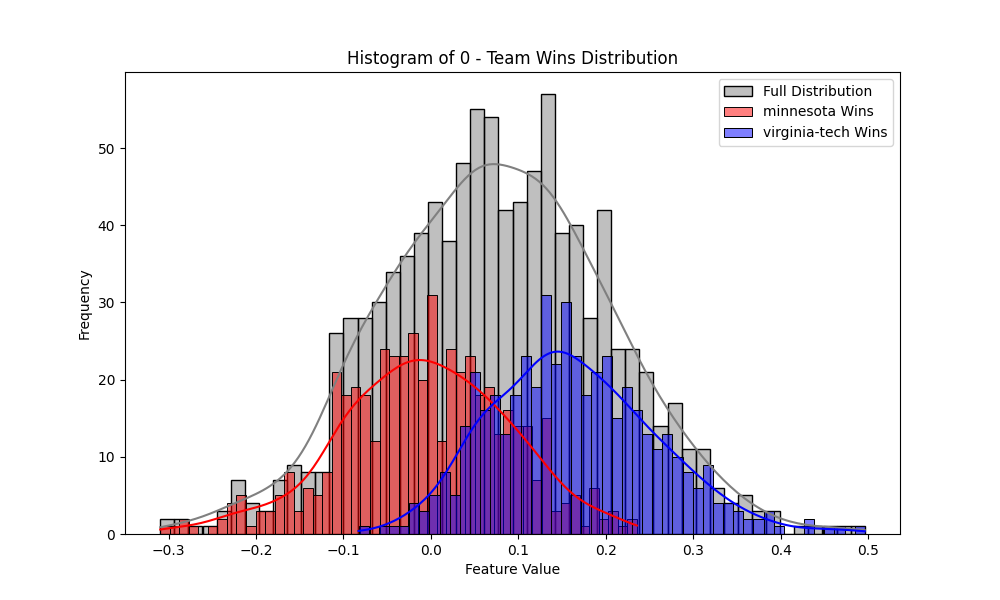 Histogram of 0 - Team Wins Distribution
Full Distribution
minnesota Wins
virginia-tech Wins
Frequency
50
40
30
20
10
0
−0.3 −0.2 −0.1 0.0 0.1 0.2 0.3 0.4 0.5
Feature Value